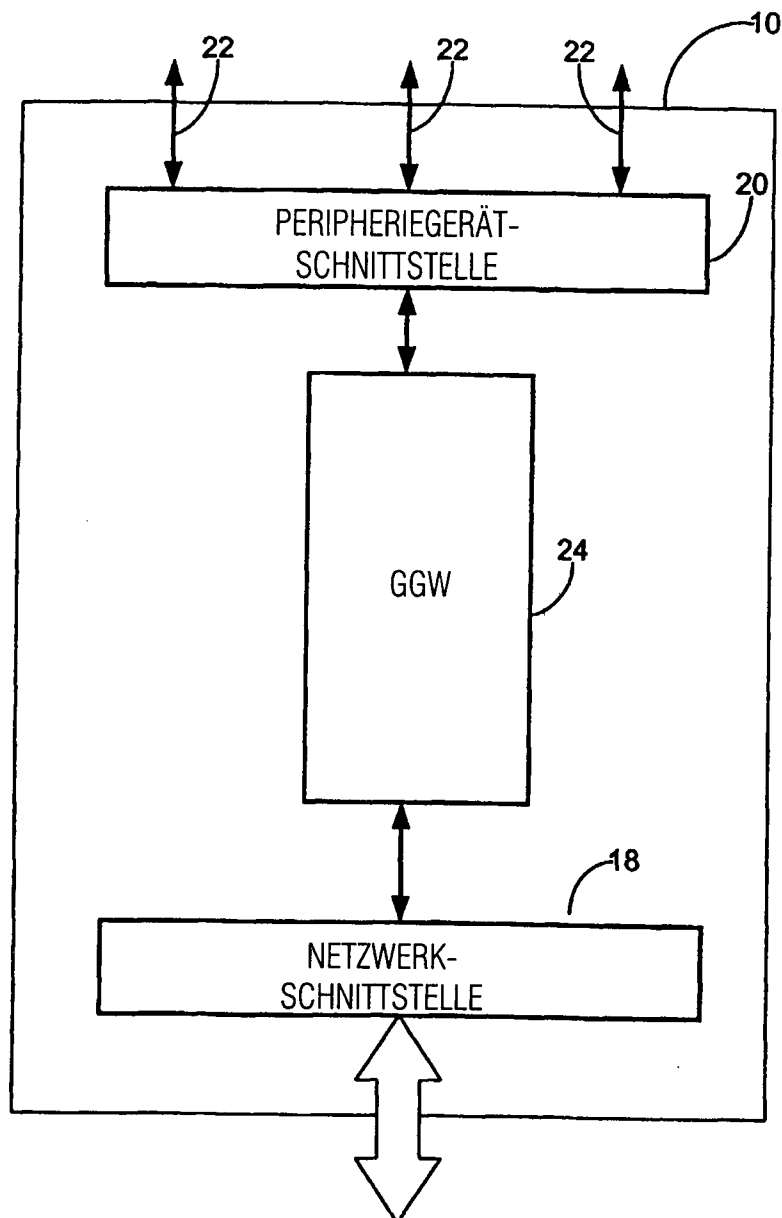 10
22
22
22
20
PERIPHERIEGERÄT-
SCHNITTSTELLE
24
GGW
18
NETZWERK-
SCHNITTSTELLE